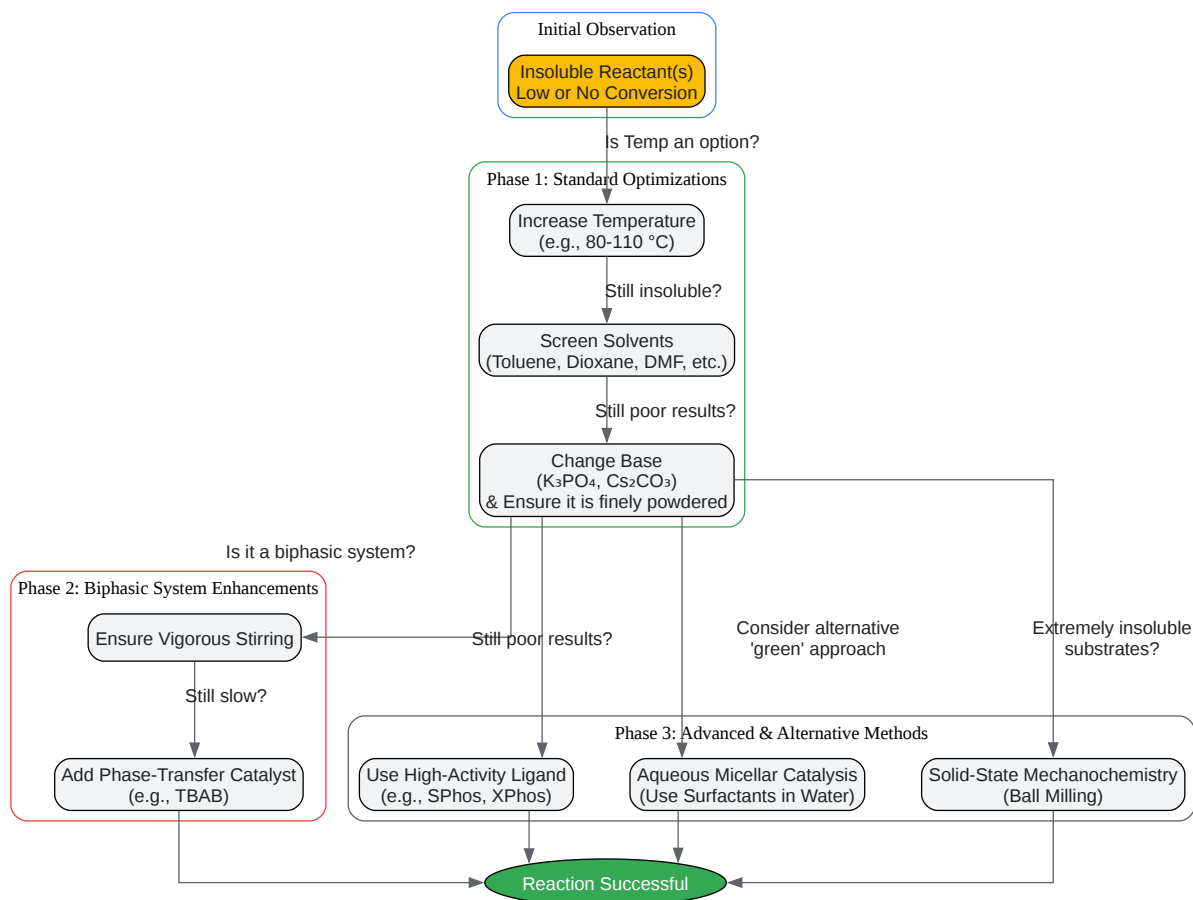 Initial Observation
Insoluble Reactant(s)
Low or No Conversion
Is Temp an option?
Phase 1: Standard Optimizations
Increase Temperature
(e.g., 80-110 °C)
Still insoluble?
Screen Solvents
(Toluene, Dioxane, DMF, etc.)
Still poor results?
Change Base
(K₃PO₄, Cs₂CO₃)
& Ensure it is finely powdered
Is it a biphasic system?
Phase 2: Biphasic System Enhancements
Ensure Vigorous Stirring
Still slow?
Add Phase-Transfer Catalyst
(e.g., TBAB)
Still poor results?
Consider alternative
'green' approach
Extremely insoluble
substrates?
Phase 3: Advanced & Alternative Methods
Use High-Activity Ligand
(e.g., SPhos, XPhos)
Aqueous Micellar Catalysis
(Use Surfactants in Water)
Solid-State Mechanochemistry
(Ball Milling)
Reaction Successful